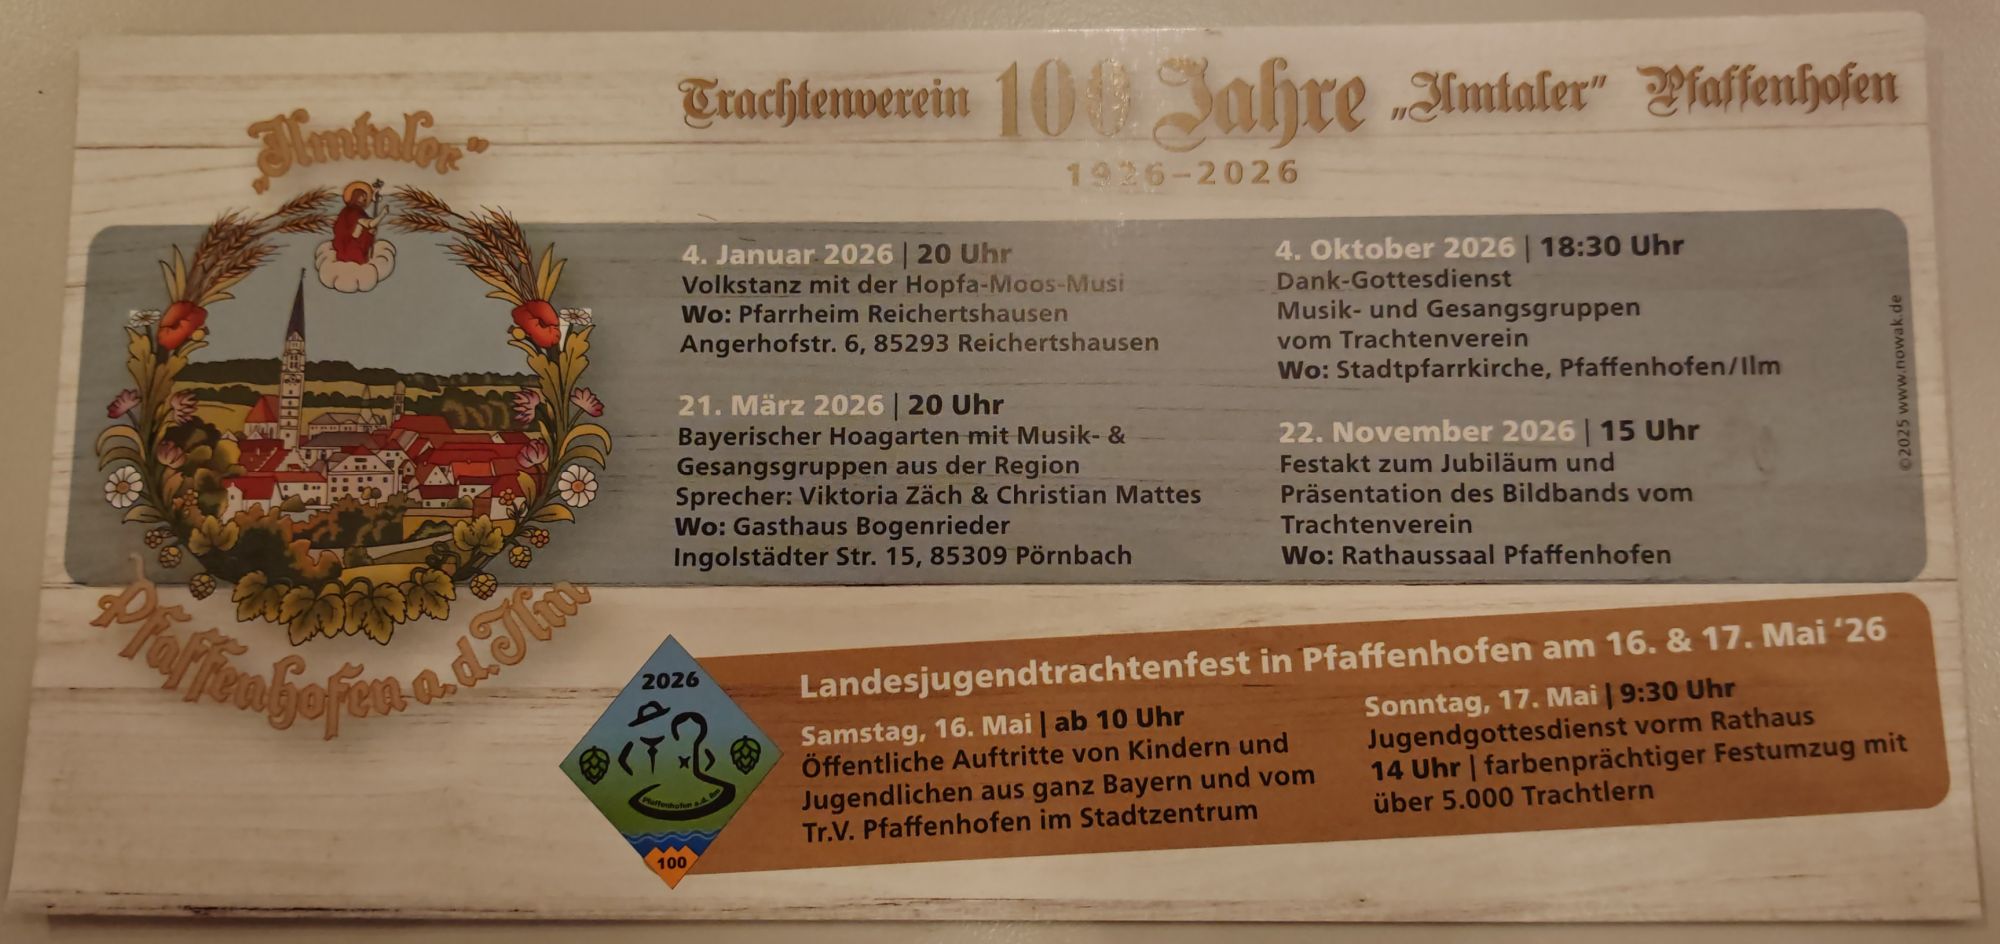 Trachtenverein 100 Jahre „Ilmtaler" Pfaffenhofen
1926–2026
„Ilmtaler"
Pfaffenhofen a. d. Ilm
4. Januar 2026 | 20 Uhr
Volkstanz mit der Hopfa-Moos-Musi
Wo: Pfarrheim Reichertshausen
Angerhofstr. 6, 85293 Reichertshausen
21. März 2026 | 20 Uhr
Bayerischer Hoagarten mit Musik- &
Gesangsgruppen aus der Region
Sprecher: Viktoria Zäch & Christian Mattes
Wo: Gasthaus Bogenrieder
Ingolstädter Str. 15, 85309 Pörnbach
4. Oktober 2026 | 18:30 Uhr
Dank-Gottesdienst
Musik- und Gesangsgruppen
vom Trachtenverein
Wo: Stadtpfarrkirche, Pfaffenhofen/Ilm
22. November 2026 | 15 Uhr
Festakt zum Jubiläum und
Präsentation des Bildbands vom
Trachtenverein
Wo: Rathaussaal Pfaffenhofen
©2025 www.nowak.de
2026
Pfaffenhofen a.d. Ilm
100
Landesjugendtrachtenfest in Pfaffenhofen am 16. & 17. Mai ‘26
Samstag, 16. Mai | ab 10 Uhr
Öffentliche Auftritte von Kindern und
Jugendlichen aus ganz Bayern und vom
Tr.V. Pfaffenhofen im Stadtzentrum
Sonntag, 17. Mai | 9:30 Uhr
Jugendgottesdienst vorm Rathaus
14 Uhr | farbenprächtiger Festumzug mit
über 5.000 Trachtlern